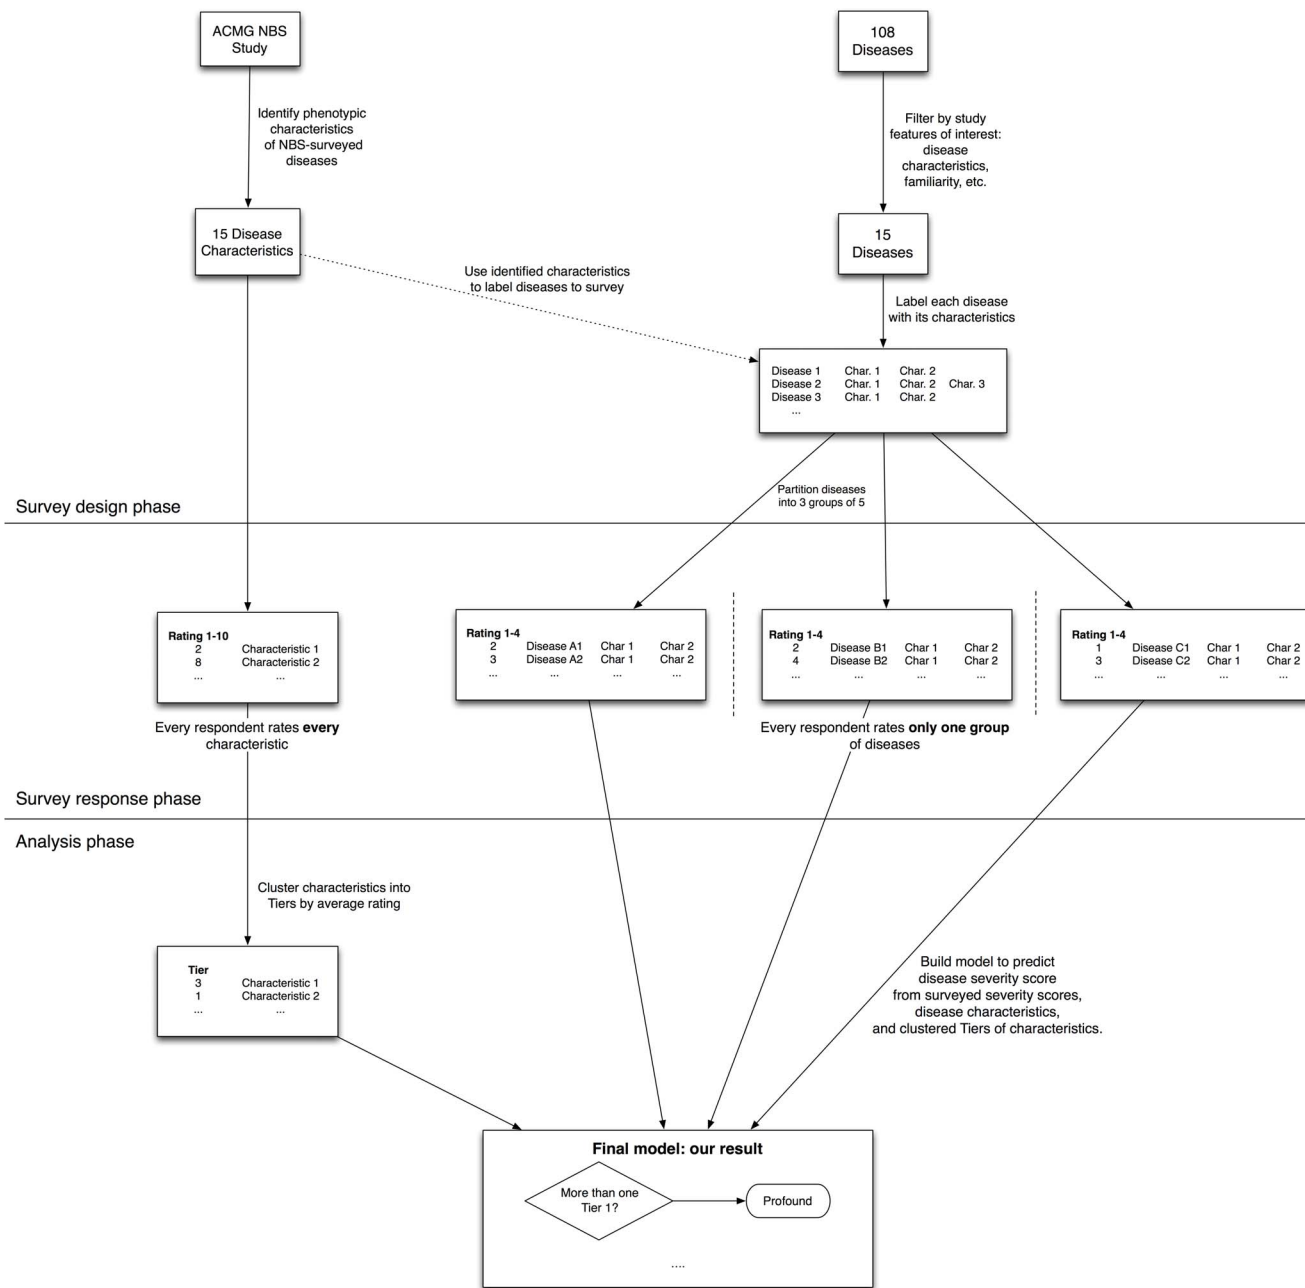 ACMG NBS
Study
108
Diseases
Identify phenotypic
characteristics
of NBS-surveyed
diseases
Filter by study
features of interest:
disease
characteristics,
familiarity, etc.
15 Disease
Characteristics
15
Diseases
Use identified characteristics
to label diseases to survey
Label each disease
with its characteristics
Disease 1 Char. 1 Char. 2
Disease 2 Char. 1 Char. 2 Char. 3
Disease 3 Char. 1 Char. 2
...
Partition diseases
into 3 groups of 5
Survey design phase
Rating 1-10
2 Characteristic 1
8 Characteristic 2
... ...
Rating 1-4
2 Disease A1 Char 1 Char 2
3 Disease A2 Char 1 Char 2
... ... ... ...
Rating 1-4
2 Disease B1 Char 1 Char 2
4 Disease B2 Char 1 Char 2
... ... ... ...
Rating 1-4
1 Disease C1 Char 1 Char 2
3 Disease C2 Char 1 Char 2
... ... ... ...
Every respondent rates every
characteristic
Every respondent rates only one group
of diseases
Survey response phase
Analysis phase
Cluster characteristics into
Tiers by average rating
Tier
3 Characteristic 1
1 Characteristic 2
... ...
Build model to predict
disease severity score
from surveyed severity scores,
disease characteristics,
and clustered Tiers of characteristics.
Final model: our result
More than one
Tier 1?
Profound
....